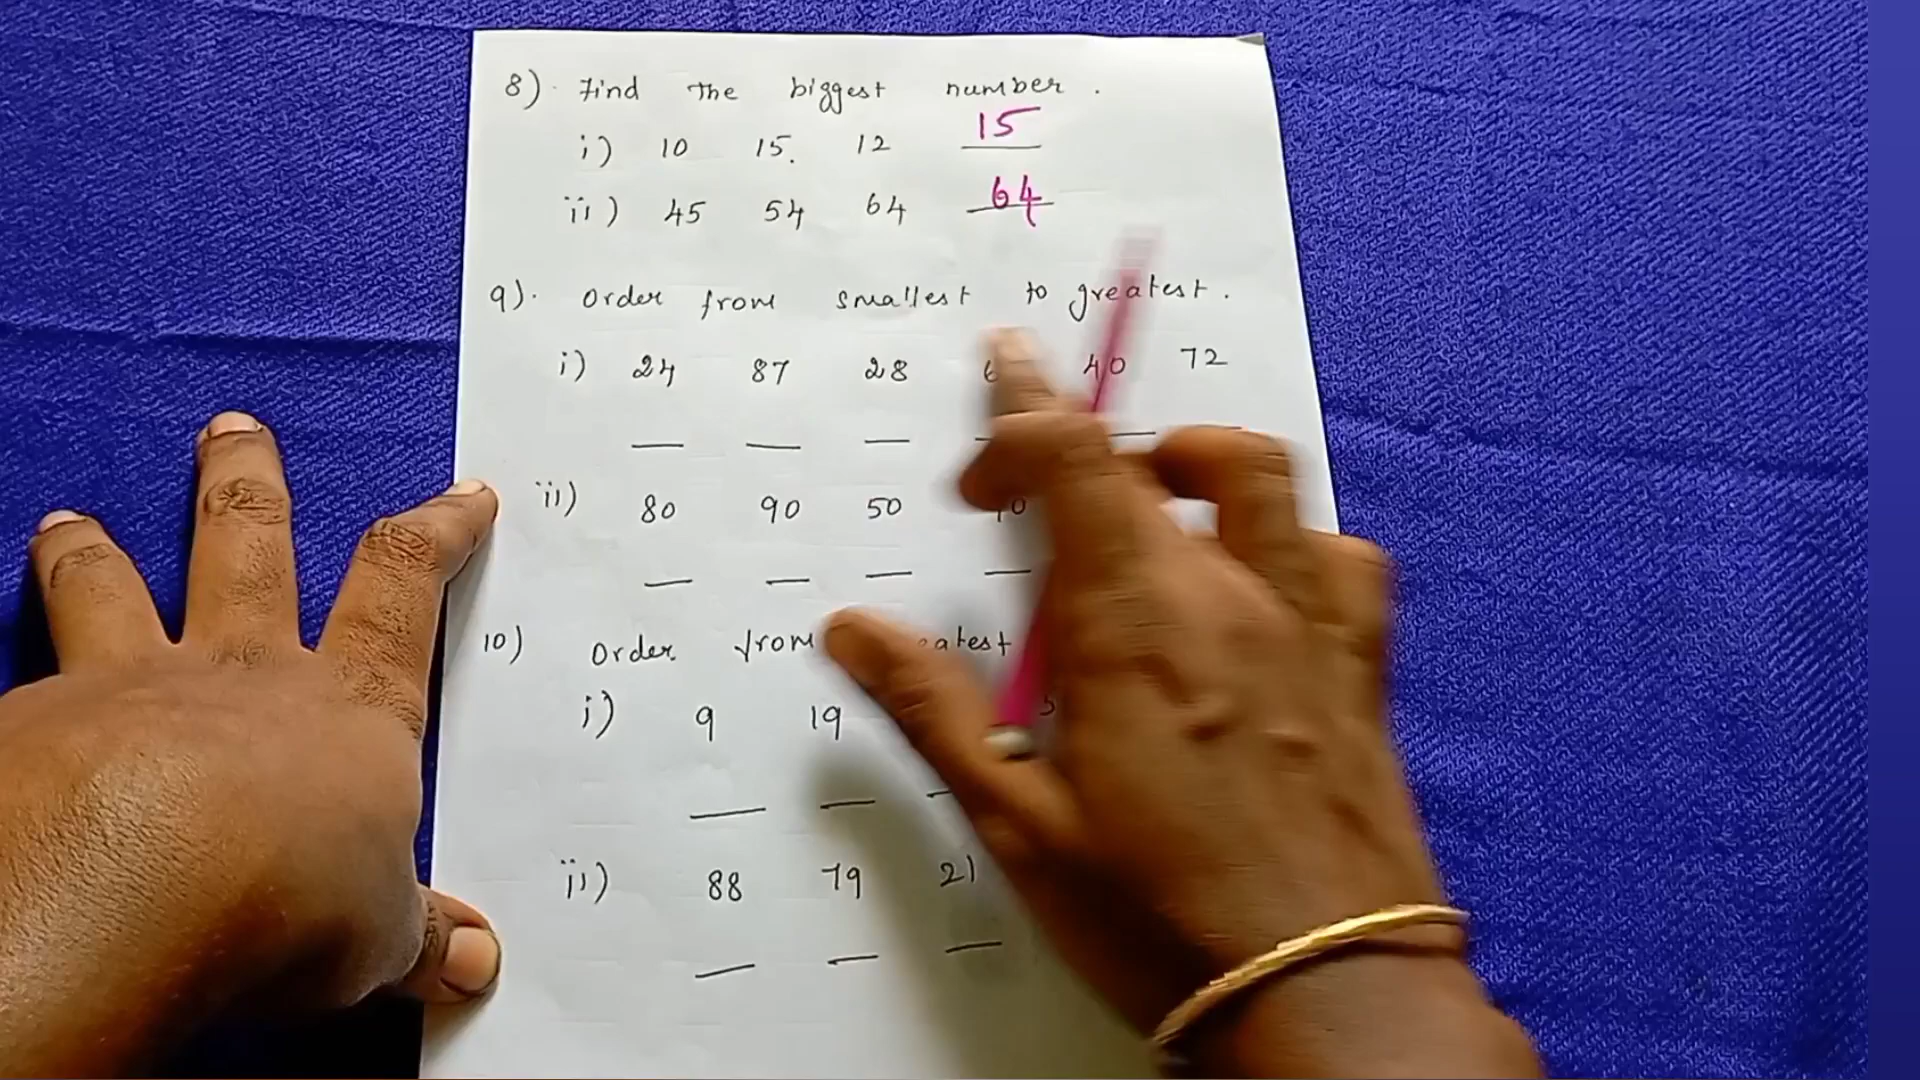 8). Find The biggest number.
i) 10 15. 12 15
ii) 45 54 64 64
9). Order from smallest to greatest.
i) 24 87 28 40 72
ii) 80 90 50
10) Order from
i) 9 19
ii) 88 79 21